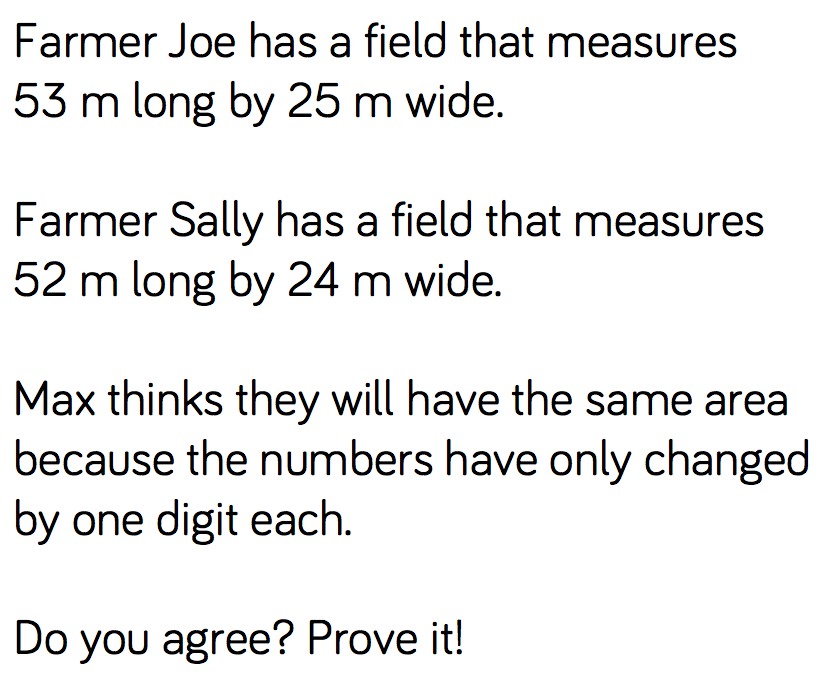 Farmer Joe has a field that measures
53 m long by 25 m wide.
Farmer Sally has a field that measures
52 m long by 24 m wide.
Max thinks they will have the same area
because the numbers have only changed
by one digit each.
Do you agree? Prove it!